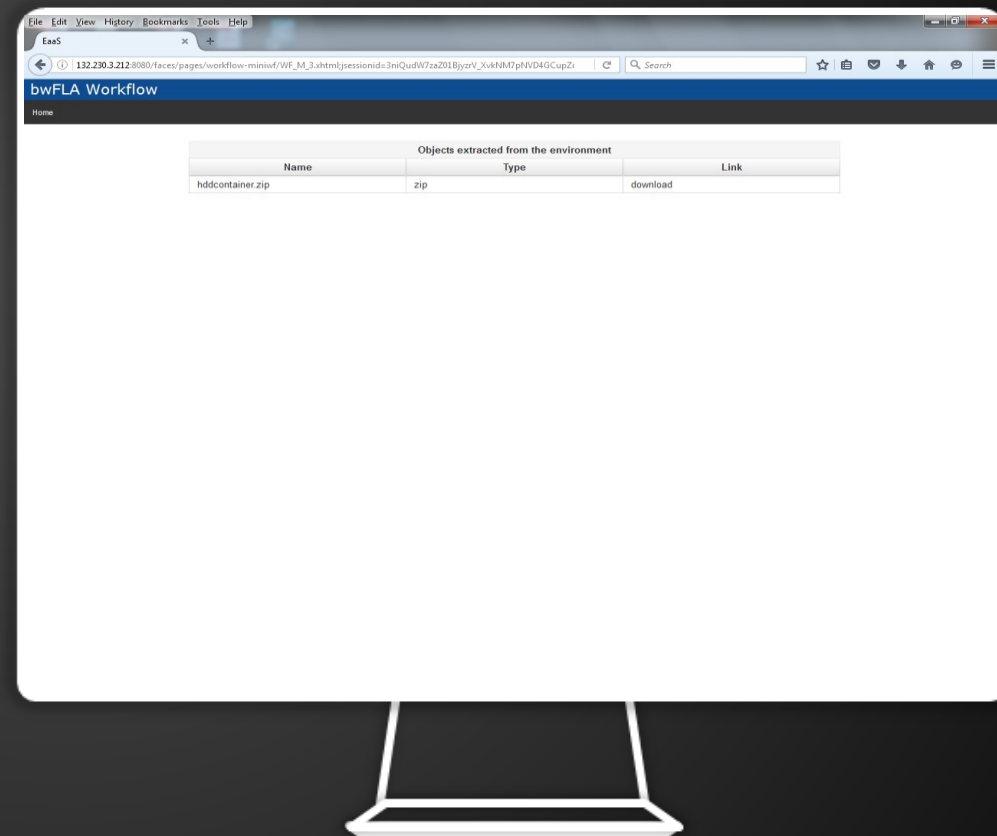 File Edit View History Bookmarks Tools Help
EaaS
132.230.3.212:8080/faces/pages/workflow-miniwf/WF_M_3.xhtml;jsessionid=3niQudW7zaZ01BjyzrV_XvkNM7pNVD4GCupZ
Search
bwFLA Workflow
Home
Objects extracted from the environment
Name Type Link
hddcontainer.zip zip download